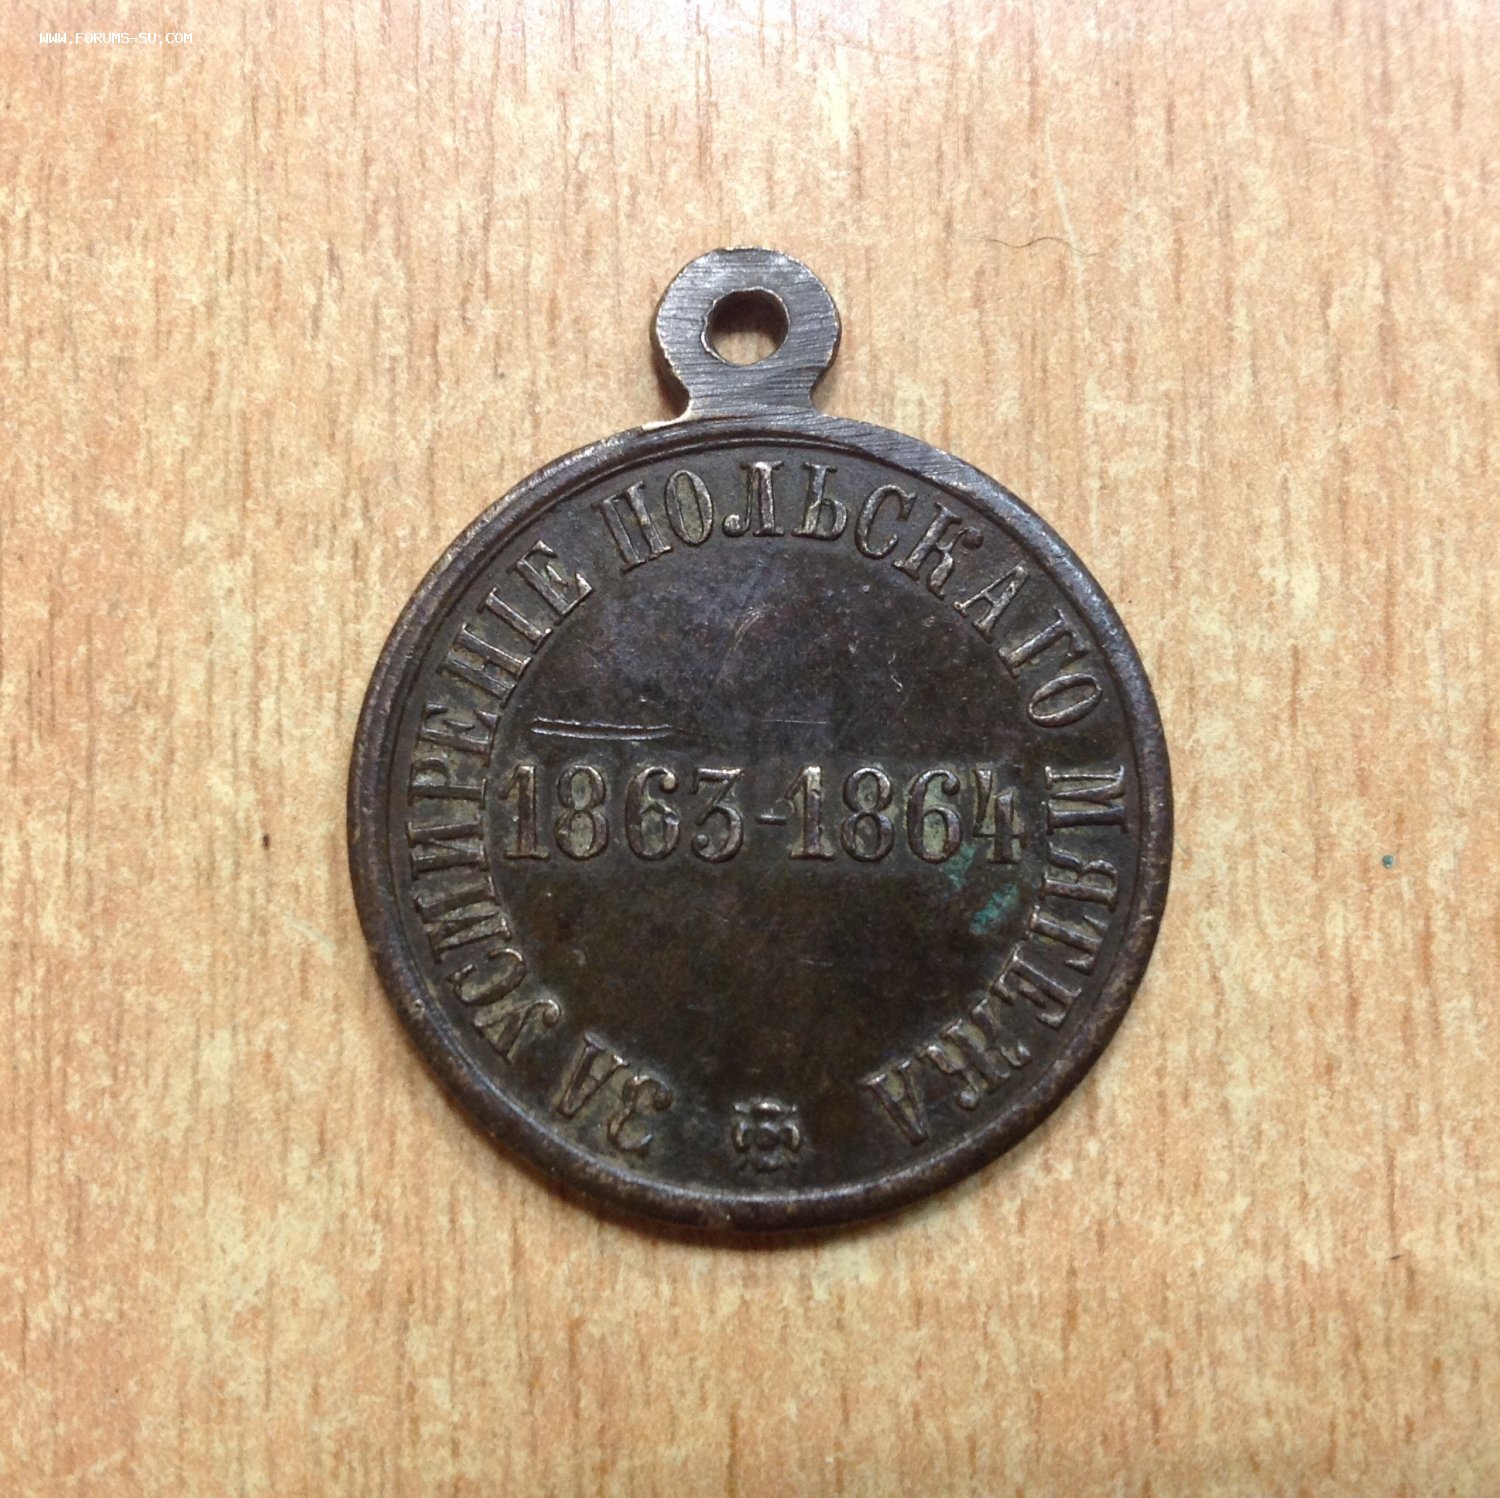 WWW.FORUMS-SU.COM
ЗА УСМИРЕНІЕ ПОЛЬСКАГО МЯТЕЖА
1863-1864